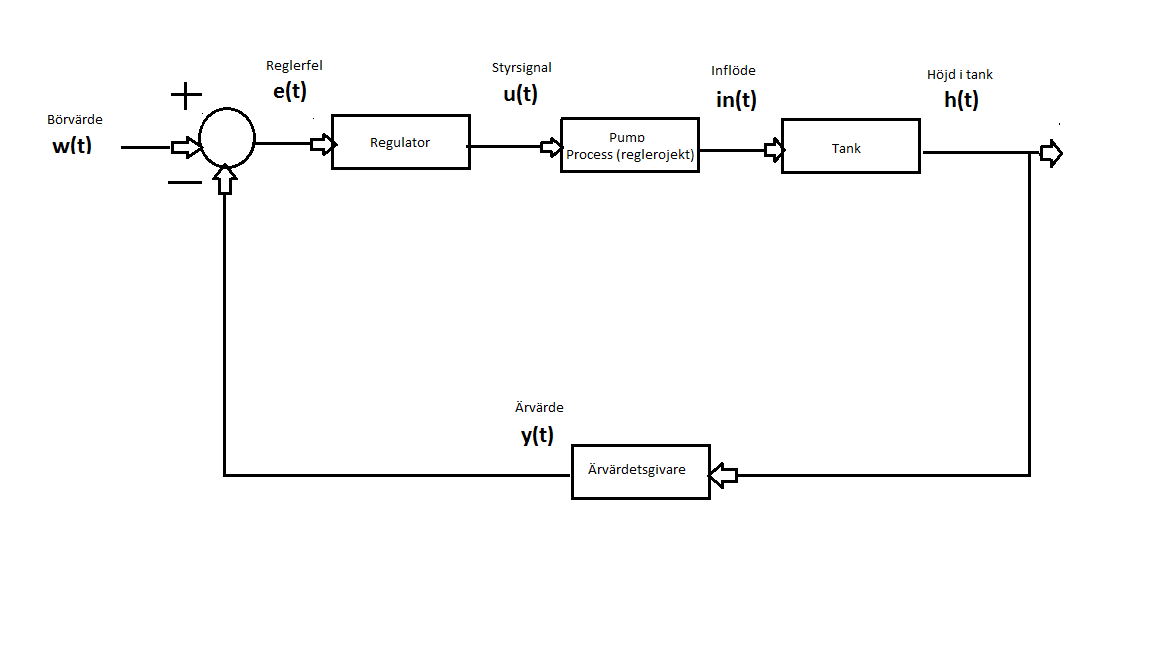 Reglerfel
e(t)
Styrsignal
u(t)
Inflöde
in(t)
Höjd i tank
h(t)
+
Börvärde
w(t)
Regulator
Pump
Process (reglerojekt)
Tank
—
Ärvärde
y(t)
Ärvärdetsgivare